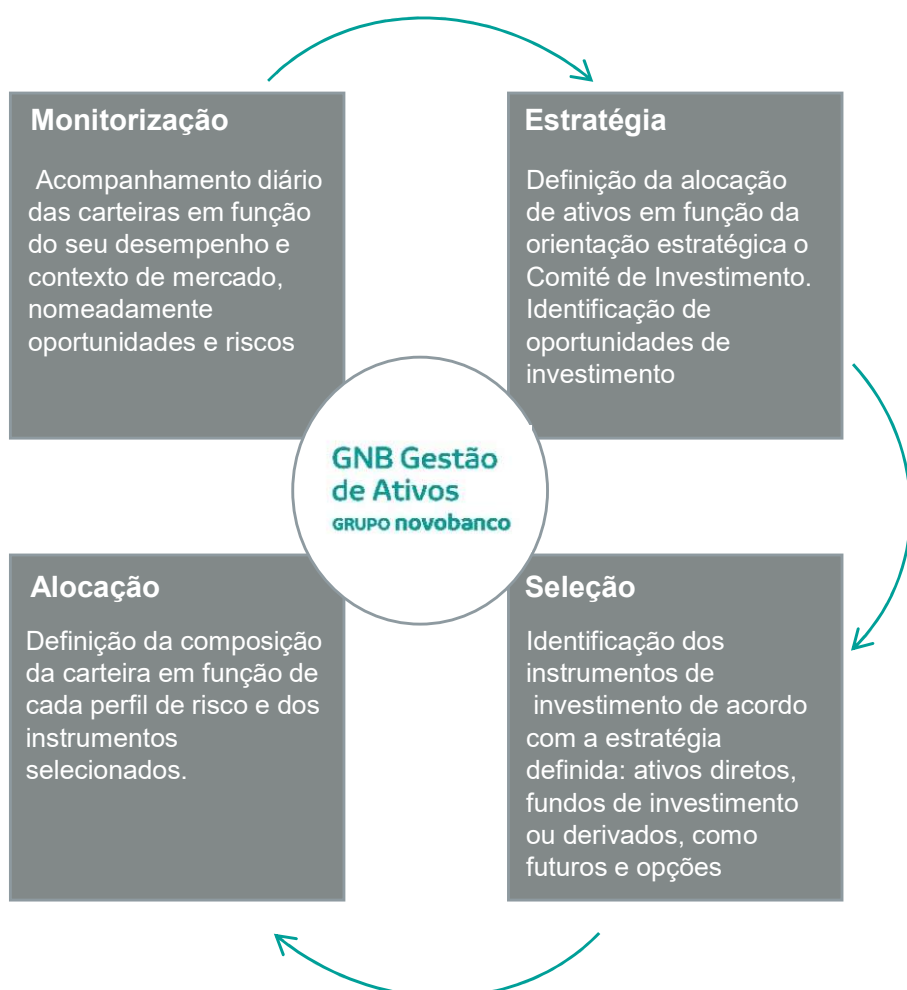 Monitorização
Acompanhamento diário
das carteiras em função
do seu desempenho e
contexto de mercado,
nomeadamente
oportunidades e riscos
Estratégia
Definição da alocação
de ativos em função da
orientação estratégica o
Comité de Investimento.
Identificação de
oportunidades de
investimento
GNB Gestão
de Ativos
GRUPO novobanco
Alocação
Definição da composição
da carteira em função de
cada perfil de risco e dos
instrumentos
selecionados.
Seleção
Identificação dos
instrumentos de
investimento de acordo
com a estratégia
definida: ativos diretos,
fundos de investimento
ou derivados, como
futuros e opções